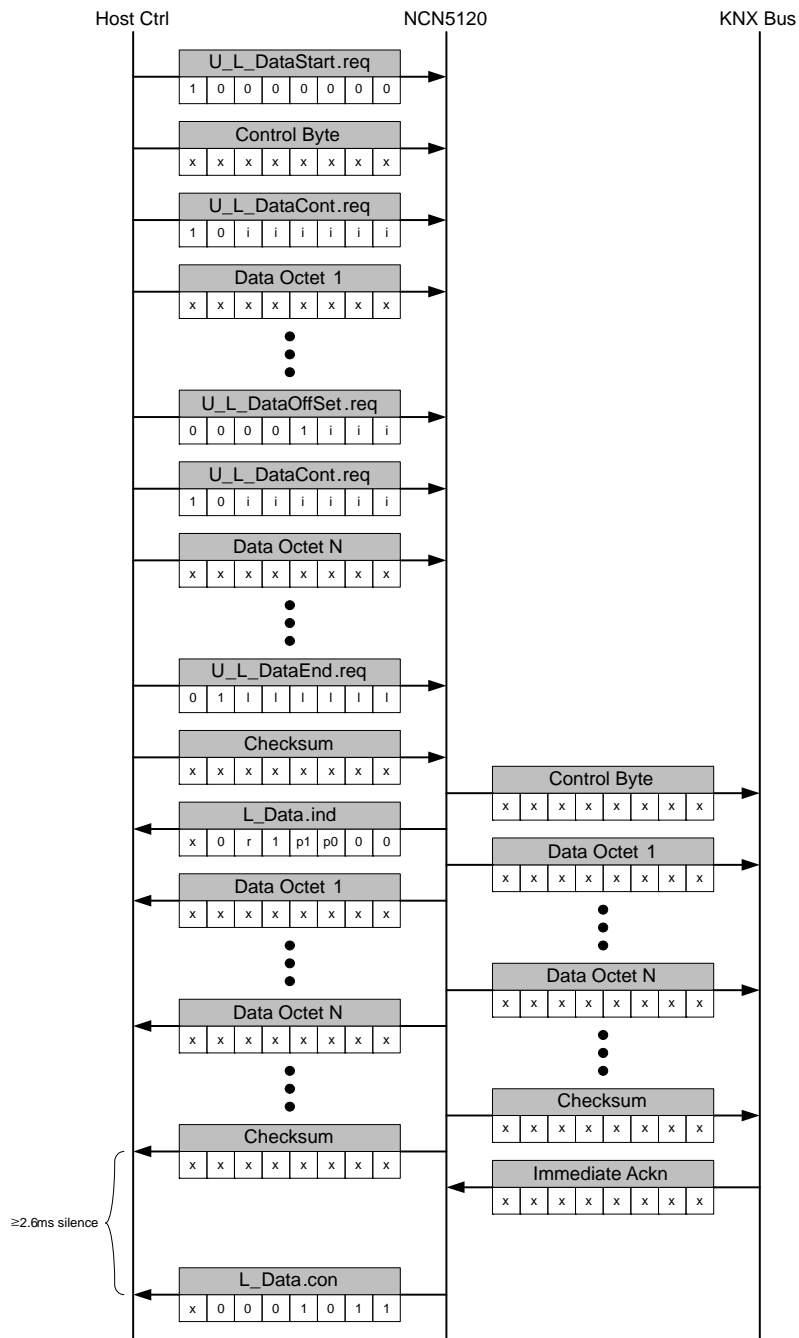 Host Ctrl NCN5120 KNX Bus
U_L_DataStart.req
1 0 0 0 0 0 0 0
Control Byte
x x x x x x x x
U_L_DataCont.req
1 0 i i i i i i
Data Octet 1
x x x x x x x x
U_L_DataOffSet.req
0 0 0 0 1 i i i
U_L_DataCont.req
1 0 i i i i i i
Data Octet N
x x x x x x x x
U_L_DataEnd.req
0 1 l l l l l l
Checksum
x x x x x x x x
Control Byte
x x x x x x x x
L_Data.ind
x 0 r 1 p1 p0 0 0
Data Octet 1
x x x x x x x x
Data Octet 1
x x x x x x x x
Data Octet N
x x x x x x x x
Data Octet N
x x x x x x x x
Checksum
x x x x x x x x
Checksum
x x x x x x x x
Immediate Ackn
x x x x x x x x
≥2.6ms silence
L_Data.con
x 0 0 0 1 0 1 1